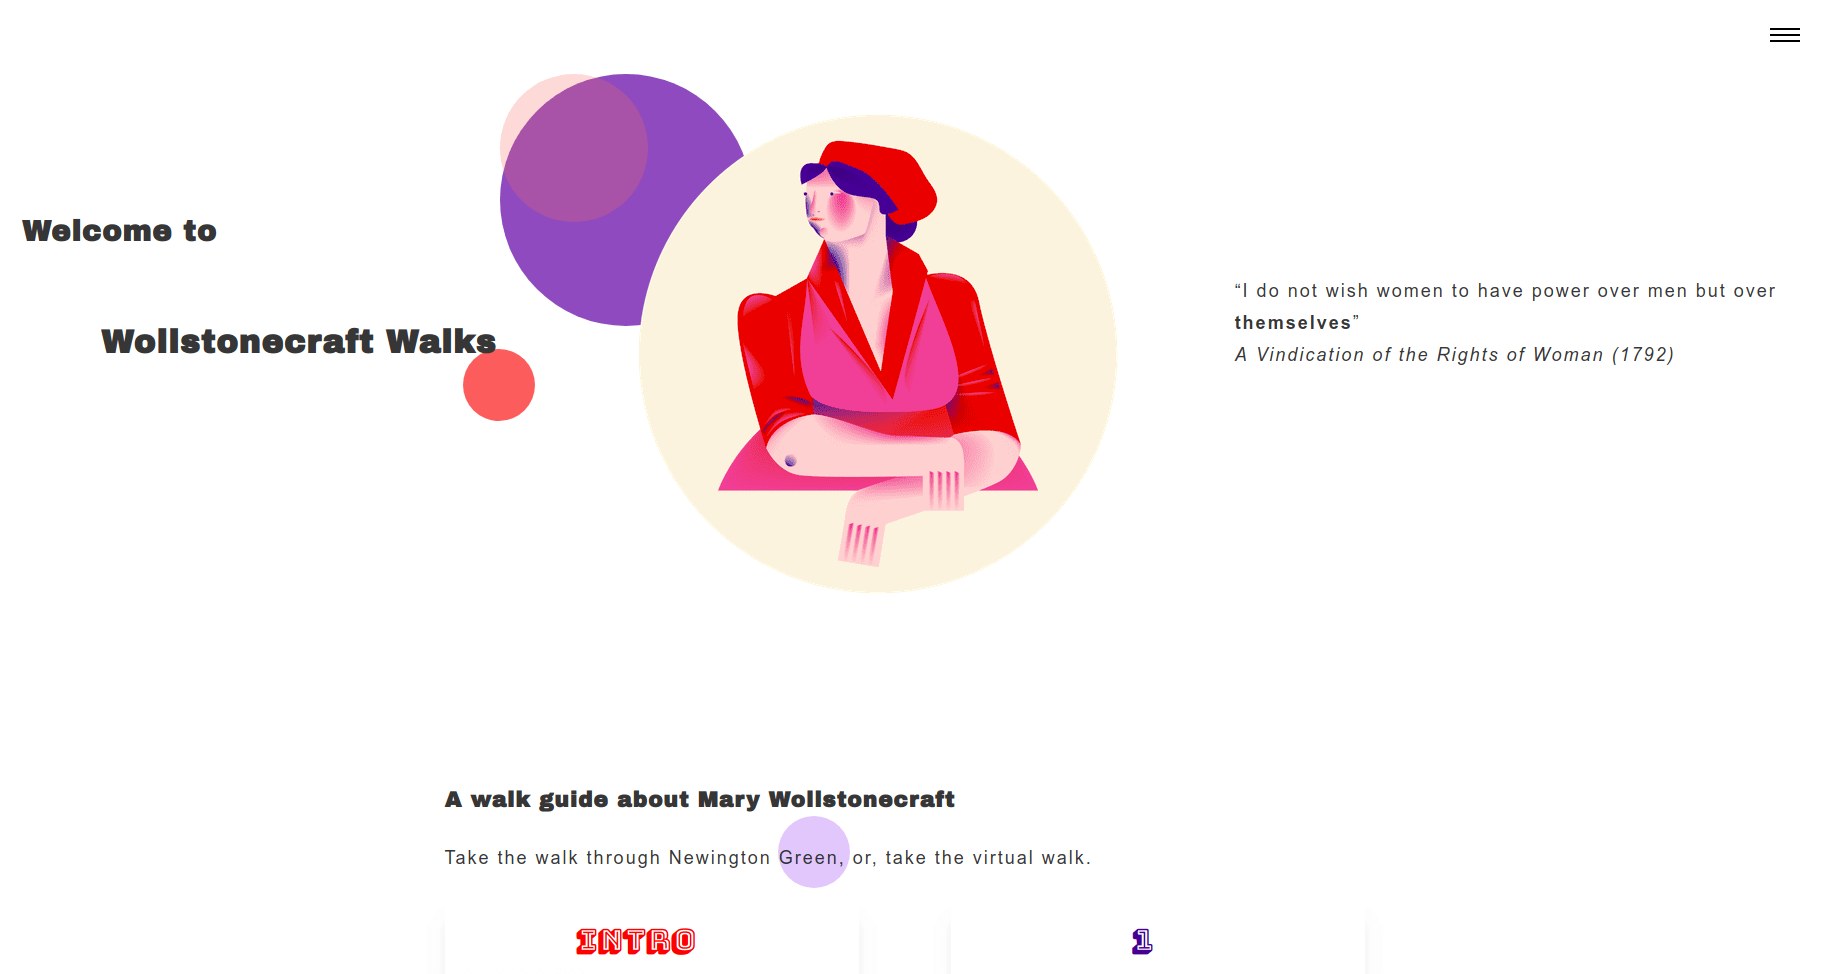 Welcome to
Wollstonecraft Walks
“I do not wish women to have power over men but over
themselves”
A Vindication of the Rights of Woman (1792)
A walk guide about Mary Wollstonecraft
Take the walk through Newington Green, or, take the virtual walk.
INTRO
1